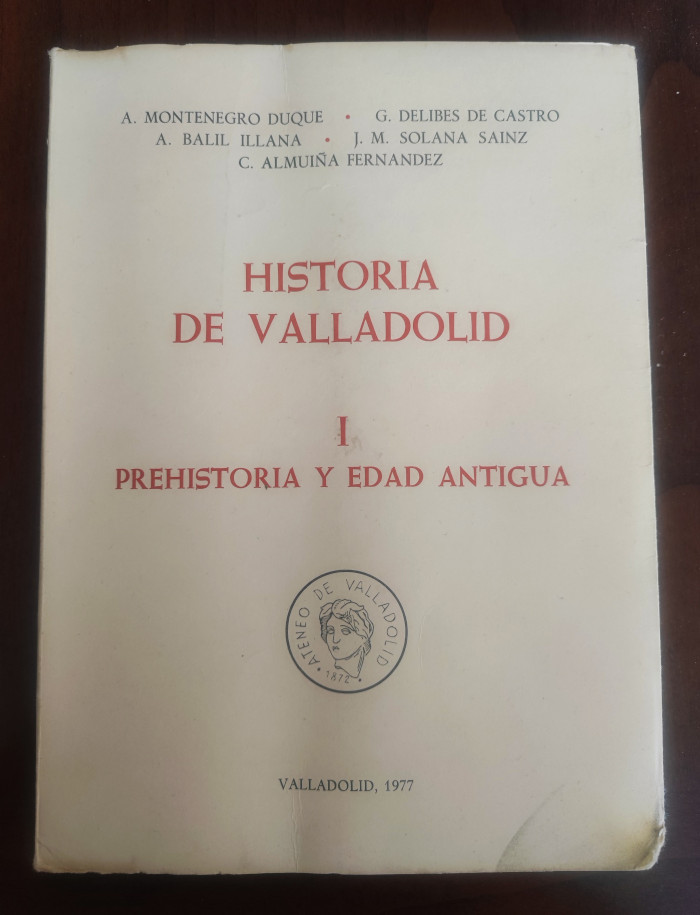 A. MONTENEGRO DUQUE • G. DELIBES DE CASTRO
A. BALIL ILLANA • J. M. SOLANA SAINZ
C. ALMUIÑA FERNANDEZ
HISTORIA
DE VALLADOLID
I
PREHISTORIA Y EDAD ANTIGUA
• ATENEO DE VALLADOLID •
1872
VALLADOLID, 1977